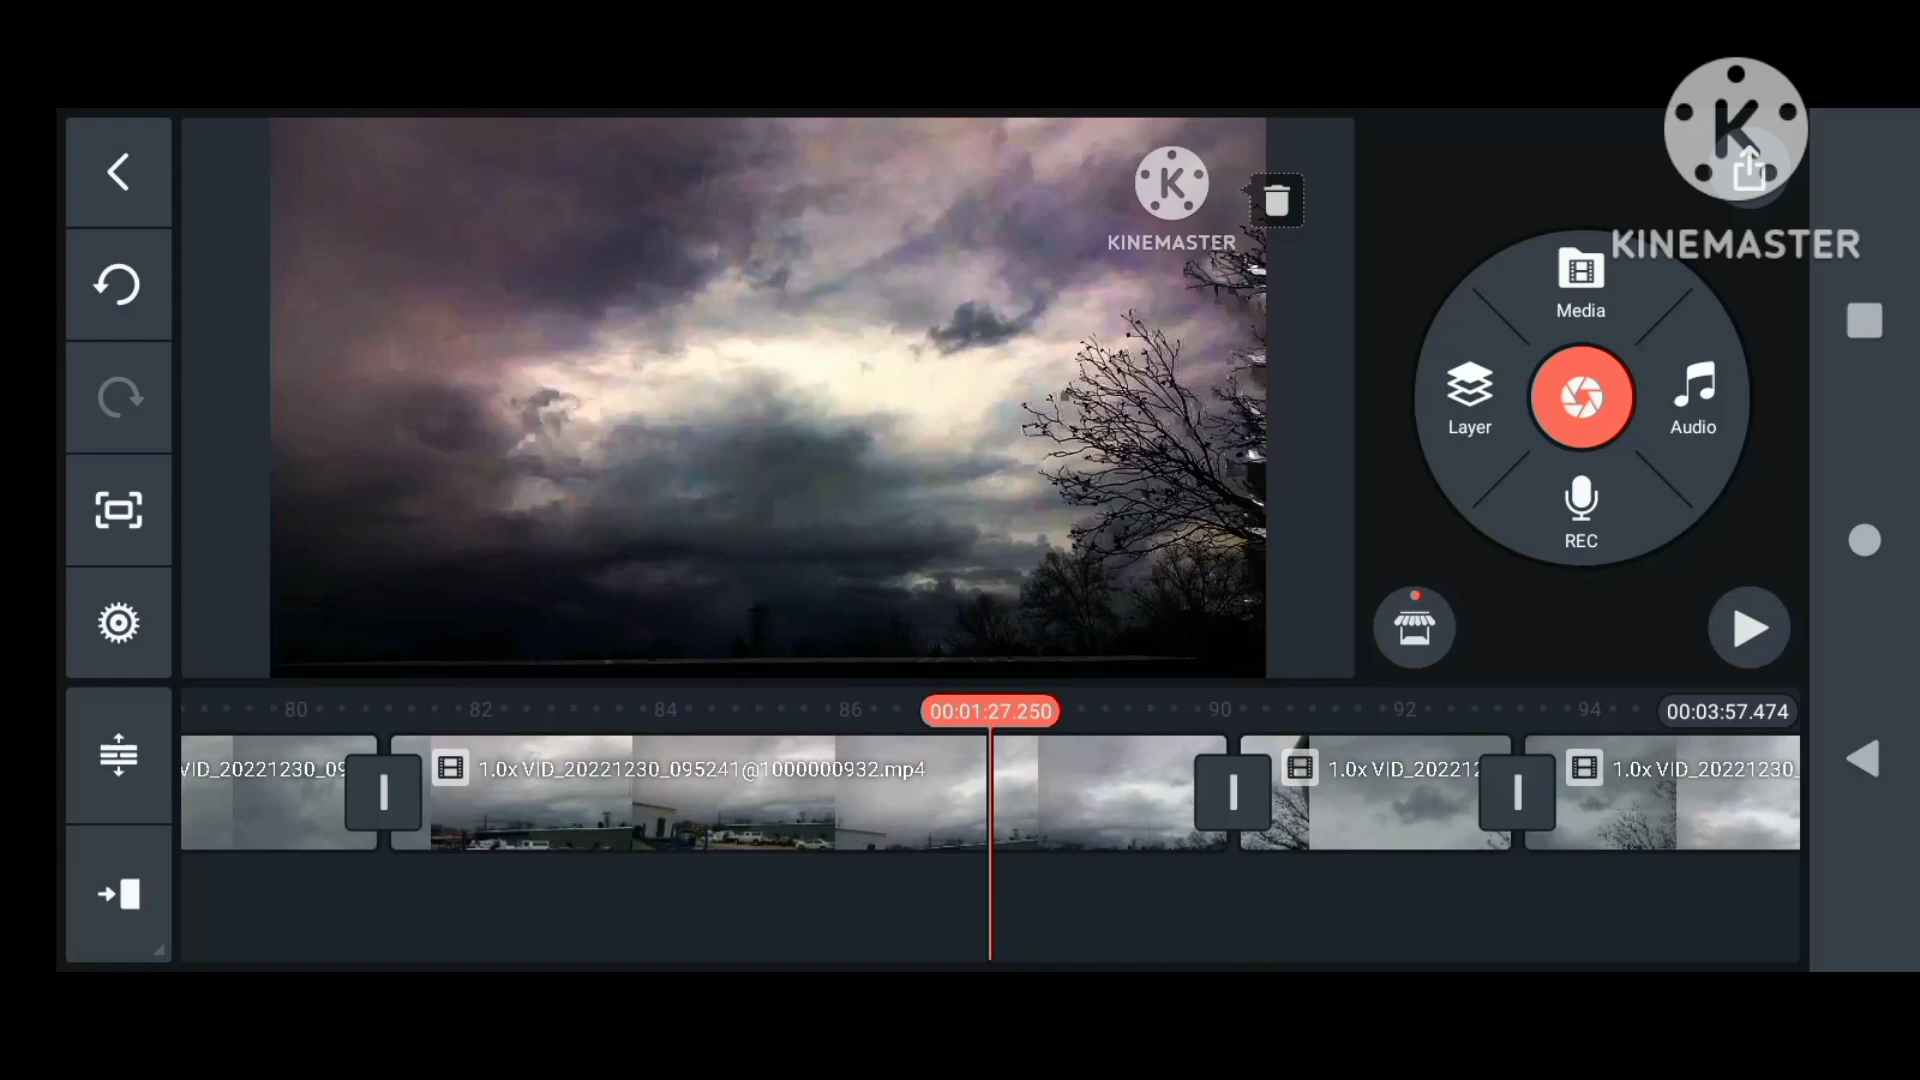 KINEMASTER
KINEMASTER
Media
Layer
Audio
REC
80
82
84
86
00:01:27.250
90
92
94
00:03:57.474
VID_20221230_09
1.0x VID_20221230_095241@1000000932.mp4
1.0x VID_202212
1.0x VID_20221230_